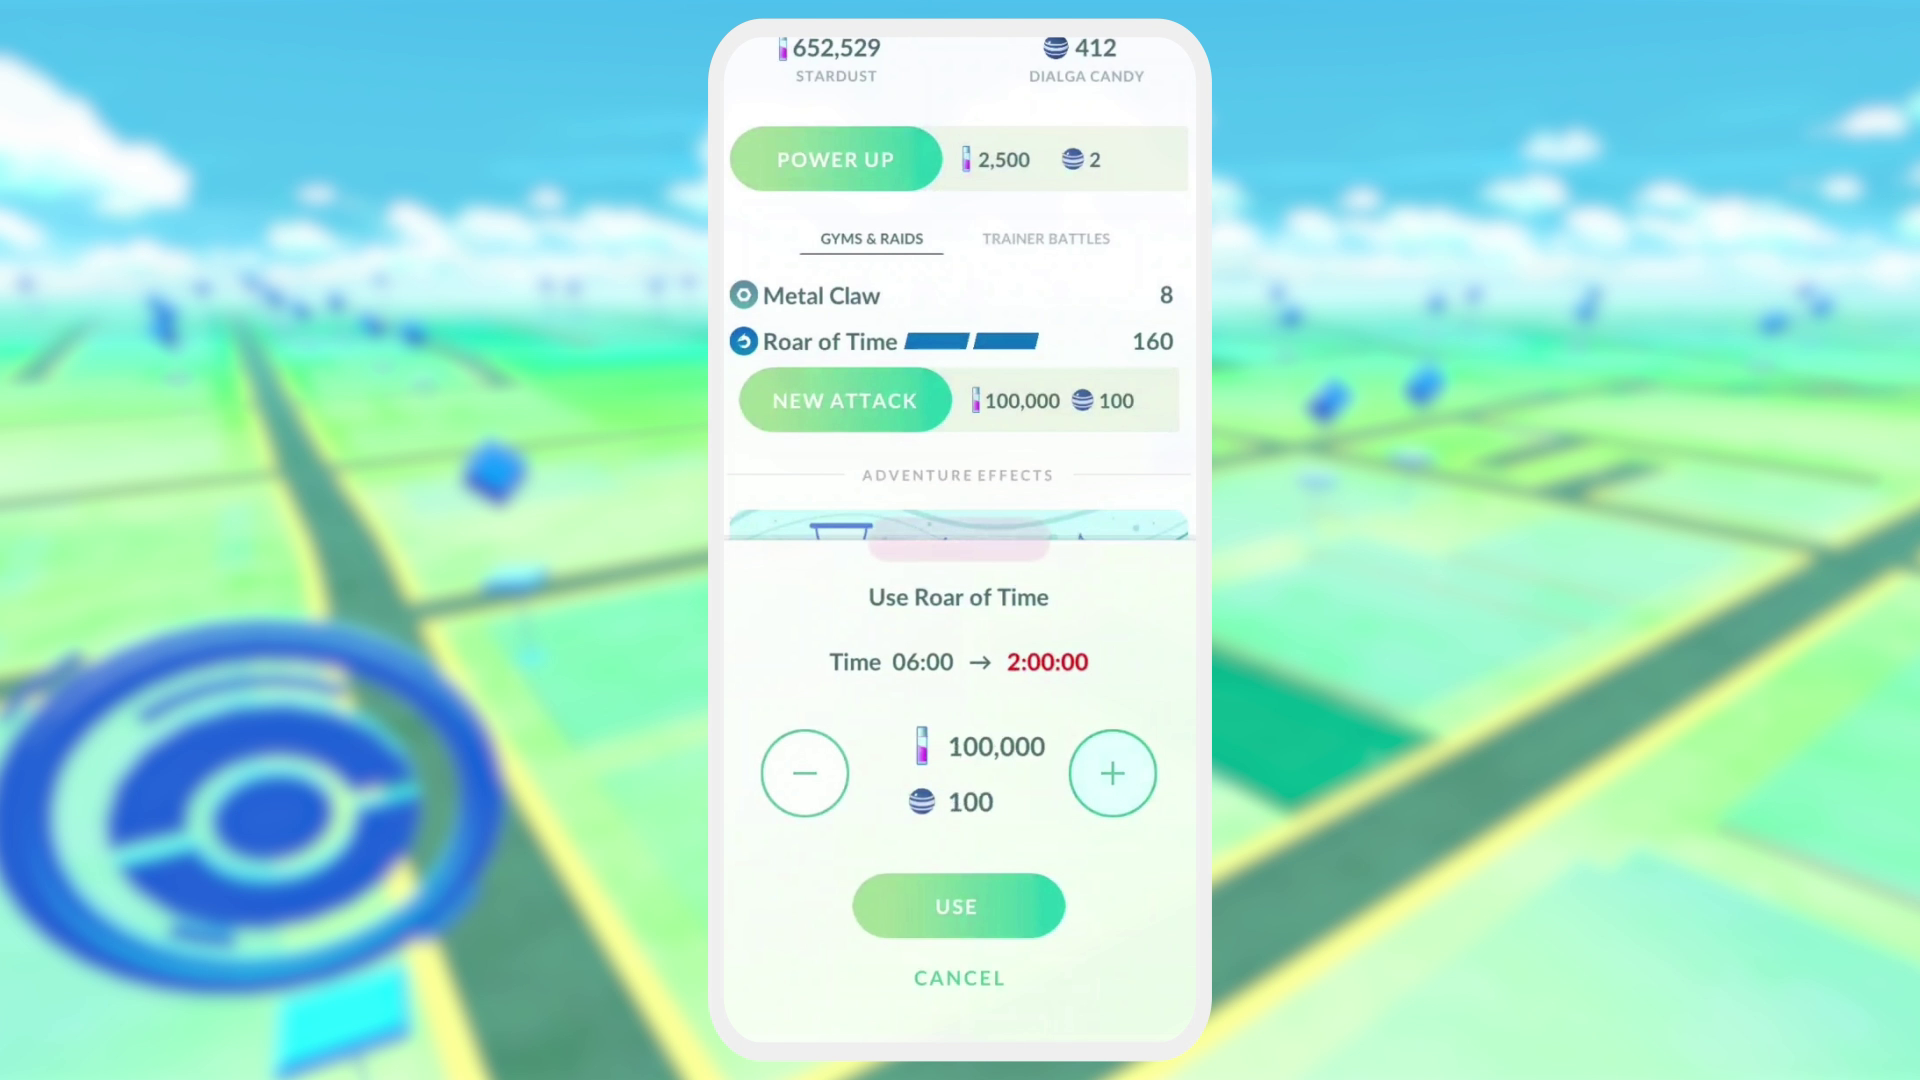 652,529 412
STARDUST DIALGA CANDY
POWER UP 2,500 2
GYMS & RAIDS TRAINER BATTLES
Metal Claw 8
Roar of Time 160
NEW ATTACK 100,000 100
ADVENTURE EFFECTS
Use Roar of Time
Time 06:00 → 2:00:00
100,000
100
USE
CANCEL